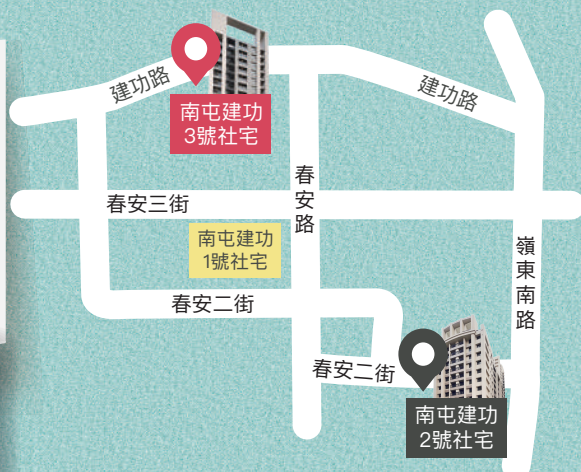 建功路
建功路
南屯建功
3號社宅
春安路
春安三街
南屯建功
1號社宅
嶺東南路
春安二街
春安二街
南屯建功
2號社宅